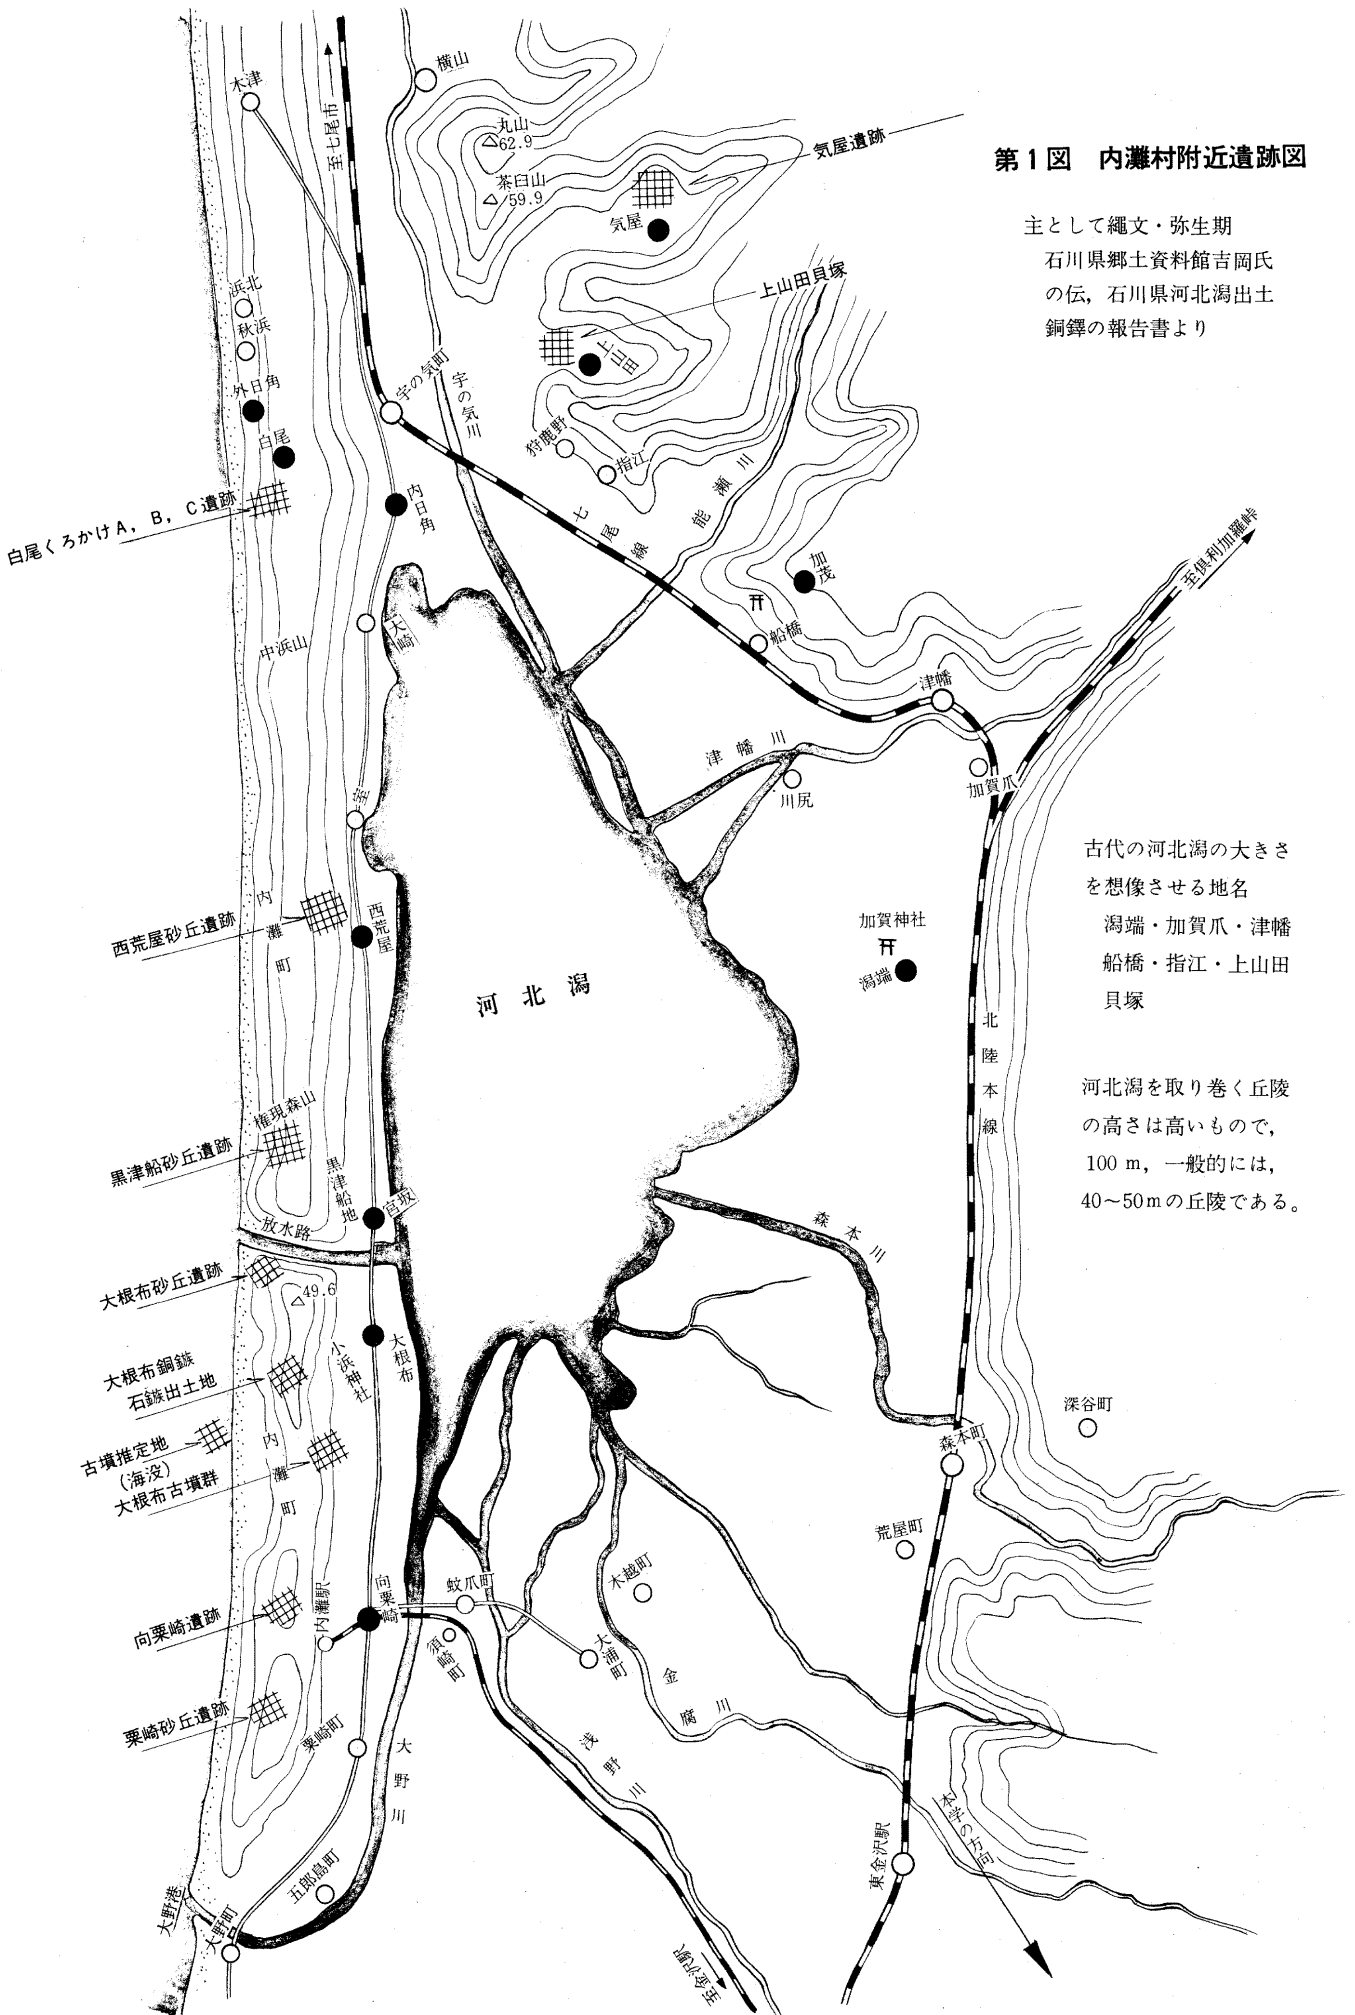 第1図 内灘村附近遺跡図
主として繩文・弥生期
石川県郷土資料館吉岡氏
の伝，石川県河北潟出土
銅鐸の報告書より
木津
至七尾市
横山
丸山
62.9
茶臼山
59.9
気屋遺跡
気屋
上山田貝塚
上山田
浜北
秋浜
外日角
白尾
宇の気町
宇の気川
狩鹿野
指江
能瀬川
七尾線
内日角
白尾くろかけA，B，C遺跡
加茂
至俱利加羅峠
大崎
中浜山
船橋
津幡
津幡川
川尻
加賀爪
室
古代の河北潟の大きさ
を想像させる地名
潟端・加賀爪・津幡
船橋・指江・上山田
貝塚
内灘町
西荒屋砂丘遺跡
西荒屋
加賀神社
潟端
河北潟
北陸本線
河北潟を取り巻く丘陵
の高さは高いもので，
100m，一般的には，
40～50mの丘陵である。
権現森山
黒津船砂丘遺跡
黒津船地
宮坂
放水路
森本川
大根布砂丘遺跡
49.6
小浜神社
大根布
大根布銅鏃
石鏃出土地
古墳推定地
(海没)
大根布古墳群
内灘町
深谷町
森本町
荒屋町
向粟崎遺跡
内灘駅
向粟崎
蚊爪町
須崎町
大浦町
木越町
金腐川
粟崎砂丘遺跡
粟崎町
大野川
浅野川
本学の方向
東金沢駅
五郎島町
大野港
大野町
至金沢駅